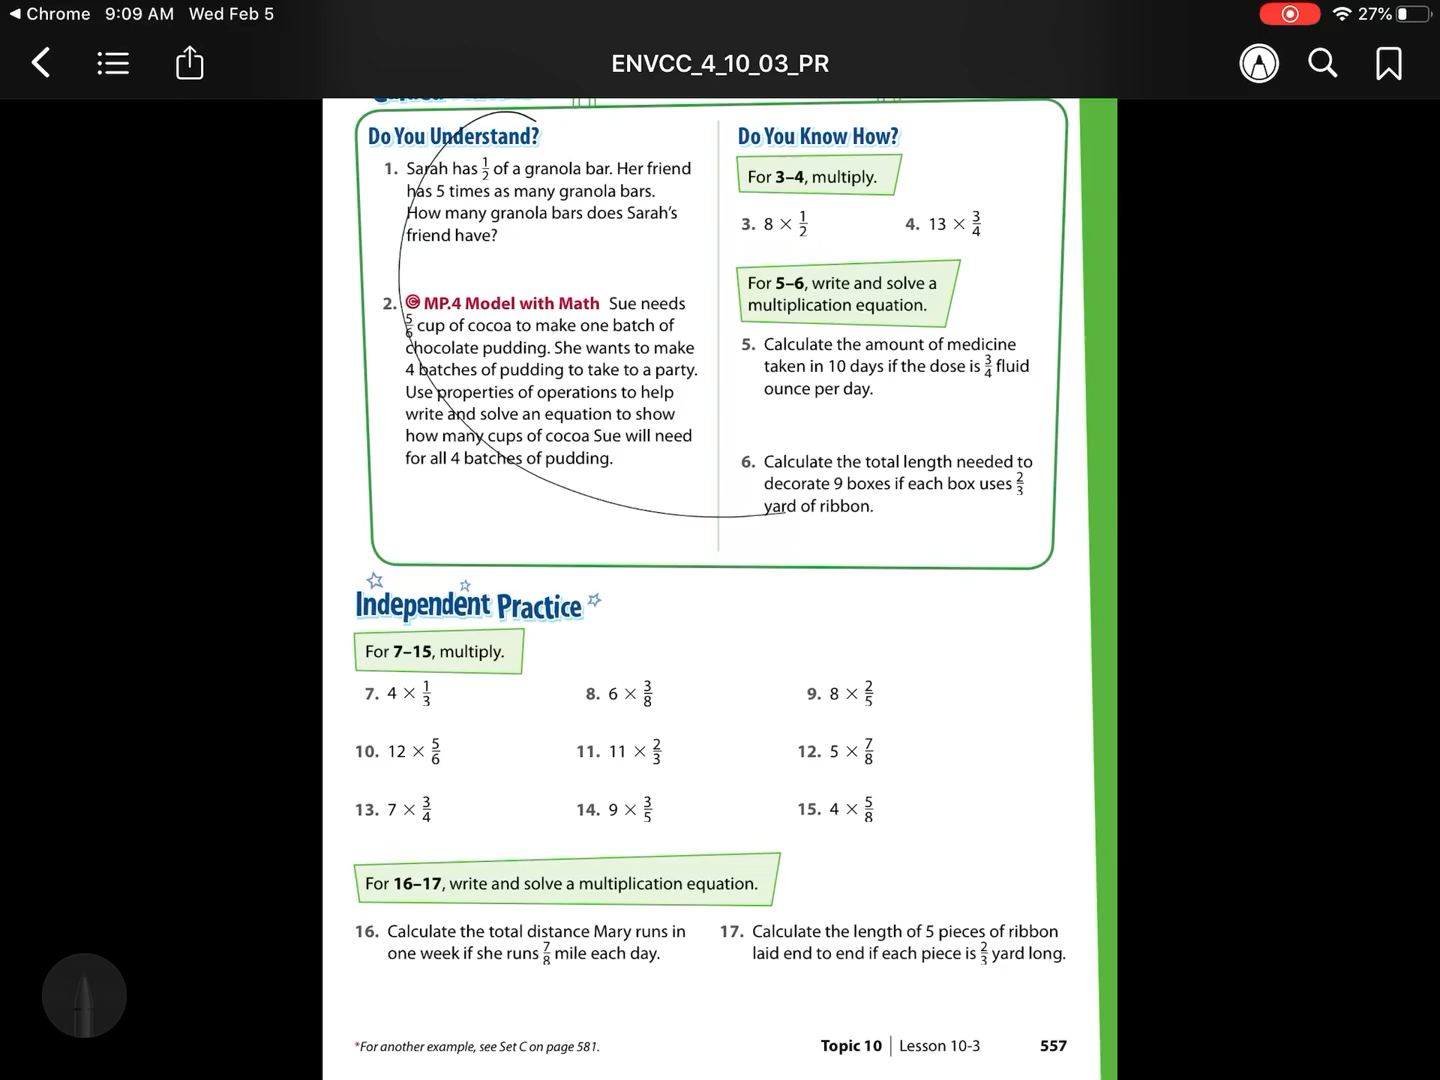 Chrome 9:09 AM Wed Feb 5
27%
ENVCC_4_10_03_PR
Do You Understand?
1. Sarah has 1/2 of a granola bar. Her friend
has 5 times as many granola bars.
How many granola bars does Sarah's
friend have?
2. MP.4 Model with Math Sue needs
5/6 cup of cocoa to make one batch of
chocolate pudding. She wants to make
4 batches of pudding to take to a party.
Use properties of operations to help
write and solve an equation to show
how many cups of cocoa Sue will need
for all 4 batches of pudding.
Do You Know How?
For 3–4, multiply.
3. 8 × 1/2 4. 13 × 3/4
For 5–6, write and solve a
multiplication equation.
5. Calculate the amount of medicine
taken in 10 days if the dose is 3/4 fluid
ounce per day.
6. Calculate the total length needed to
decorate 9 boxes if each box uses 2/3
yard of ribbon.
Independent Practice
For 7–15, multiply.
7. 4 × 1/3 8. 6 × 3/8 9. 8 × 2/5
10. 12 × 5/6 11. 11 × 2/3 12. 5 × 7/8
13. 7 × 3/4 14. 9 × 3/5 15. 4 × 5/8
For 16–17, write and solve a multiplication equation.
16. Calculate the total distance Mary runs in
one week if she runs 7/8 mile each day.
17. Calculate the length of 5 pieces of ribbon
laid end to end if each piece is 2/3 yard long.
*For another example, see Set C on page 581.
Topic 10 | Lesson 10-3 557